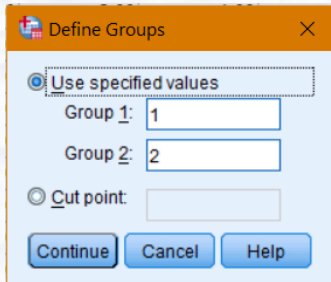 Define Groups
Use specified values
Group 1: 1
Group 2: 2
Cut point:
Continue Cancel Help